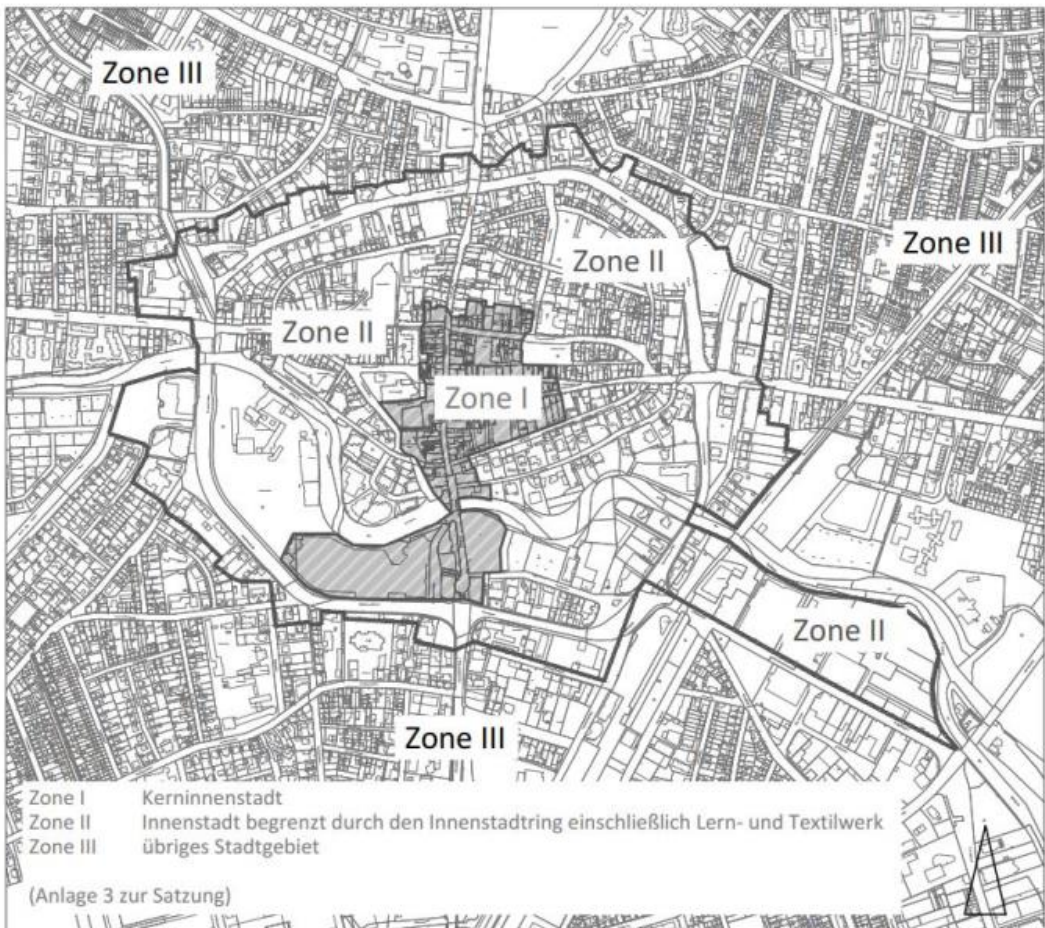 Zone III
Zone III
Zone II
Zone II
Zone I
Zone II
Zone III
Zone I Kerninnenstadt
Zone II Innenstadt begrenzt durch den Innenstadtring einschließlich Lern- und Textilwerk
Zone III übriges Stadtgebiet
(Anlage 3 zur Satzung)